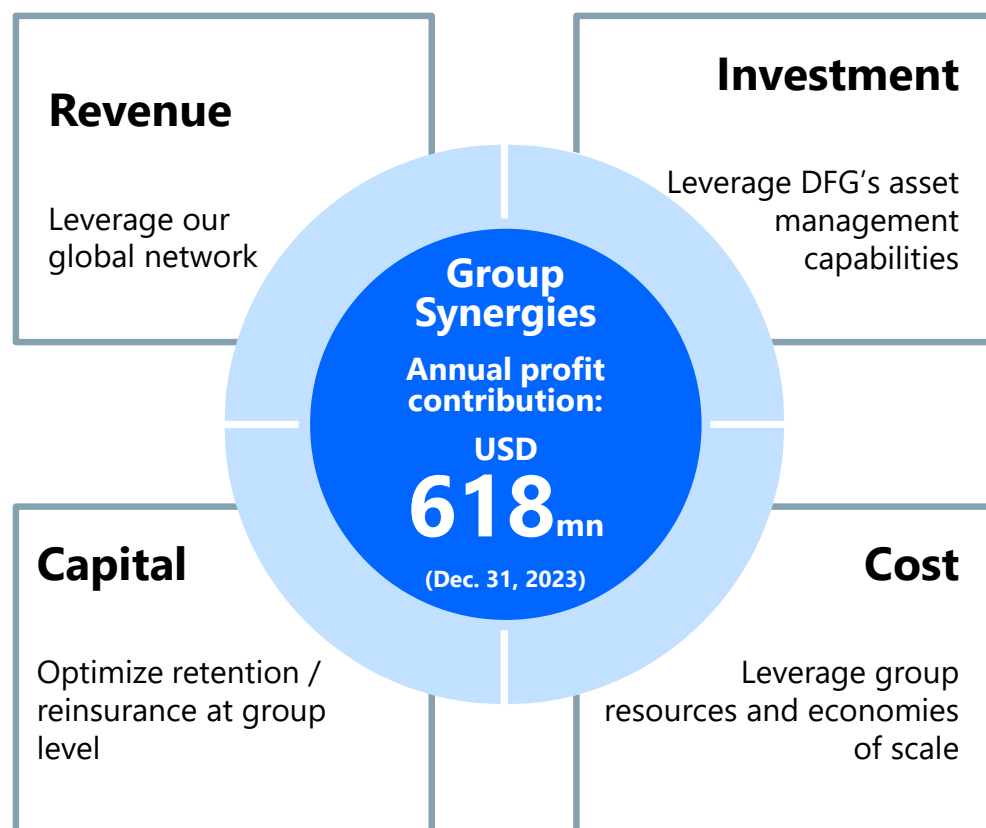 Revenue
Leverage our
global network
Investment
Leverage DFG‘s asset
management
capabilities
Group
Synergies
Annual profit
contribution:
USD
618mn
(Dec. 31, 2023)
Capital
Optimize retention /
reinsurance at group
level
Cost
Leverage group
resources and economies
of scale